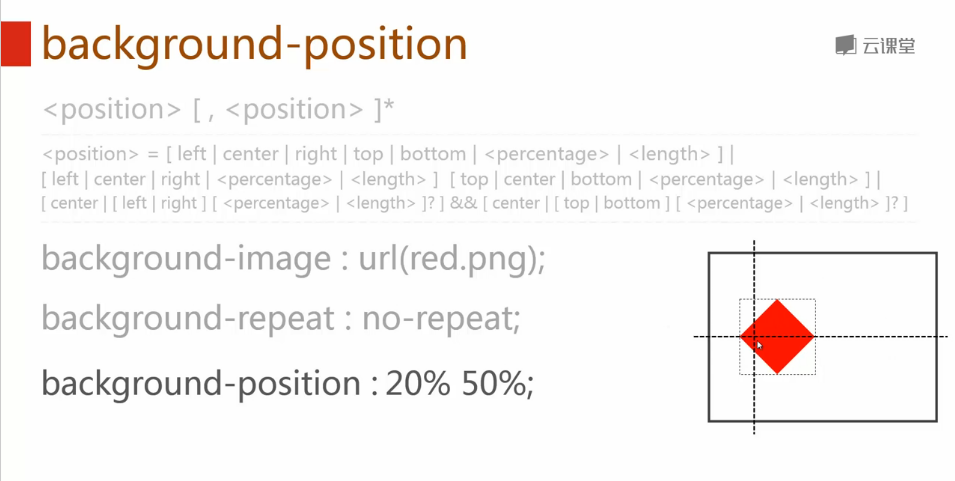 background-position
云课堂
<position> [ , <position> ]*
<position> = [ left | center | right | top | bottom | <percentage> | <length> ] |
[ left | center | right | <percentage> | <length> ] [ top | center | bottom | <percentage> | <length> ] |
[ center | [ left | right ] [ <percentage> | <length> ]? ] && [ center | [ top | bottom ] [ <percentage> | <length> ]? ]
background-image : url(red.png);
background-repeat : no-repeat;
background-position : 20% 50%;